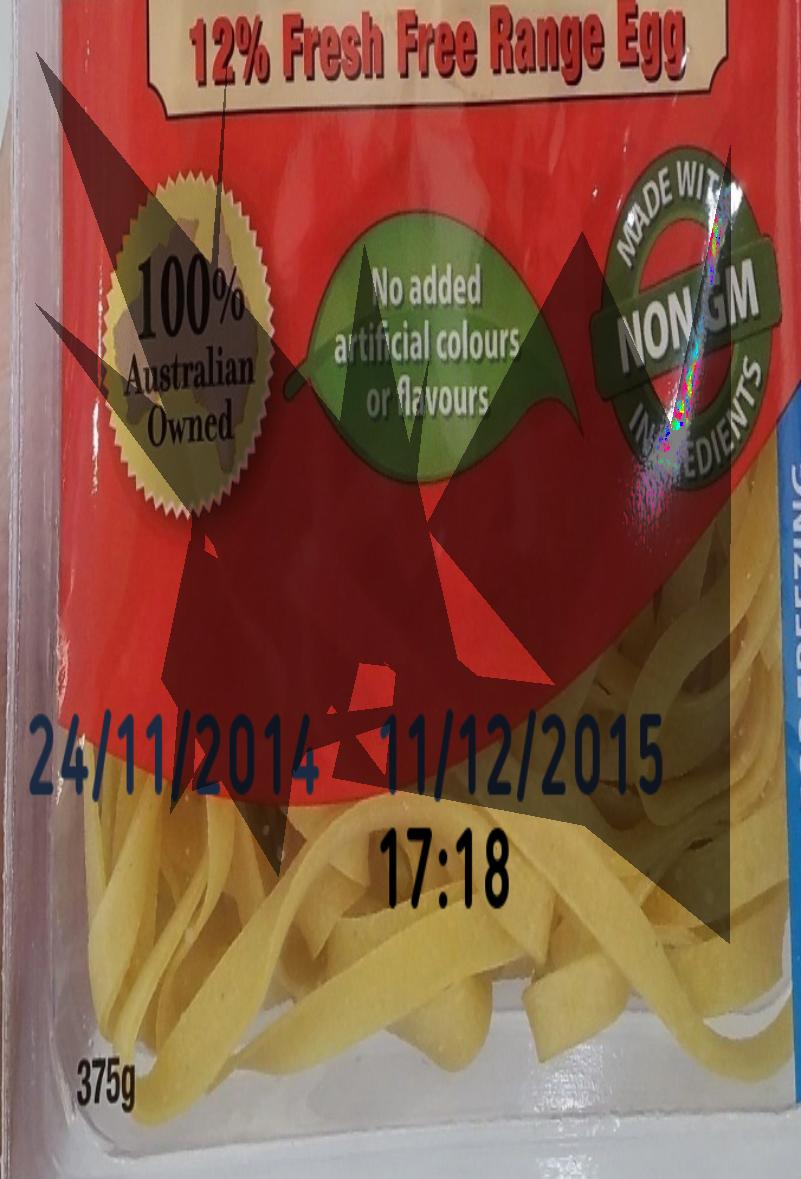 12% Fresh Free Range Egg
100%
Australian
Owned
No added
artificial colours
or flavours
MADE WITH
NON GM
INGREDIENTS
24/11/2014 11/12/2015
17:18
375g
FREEZING